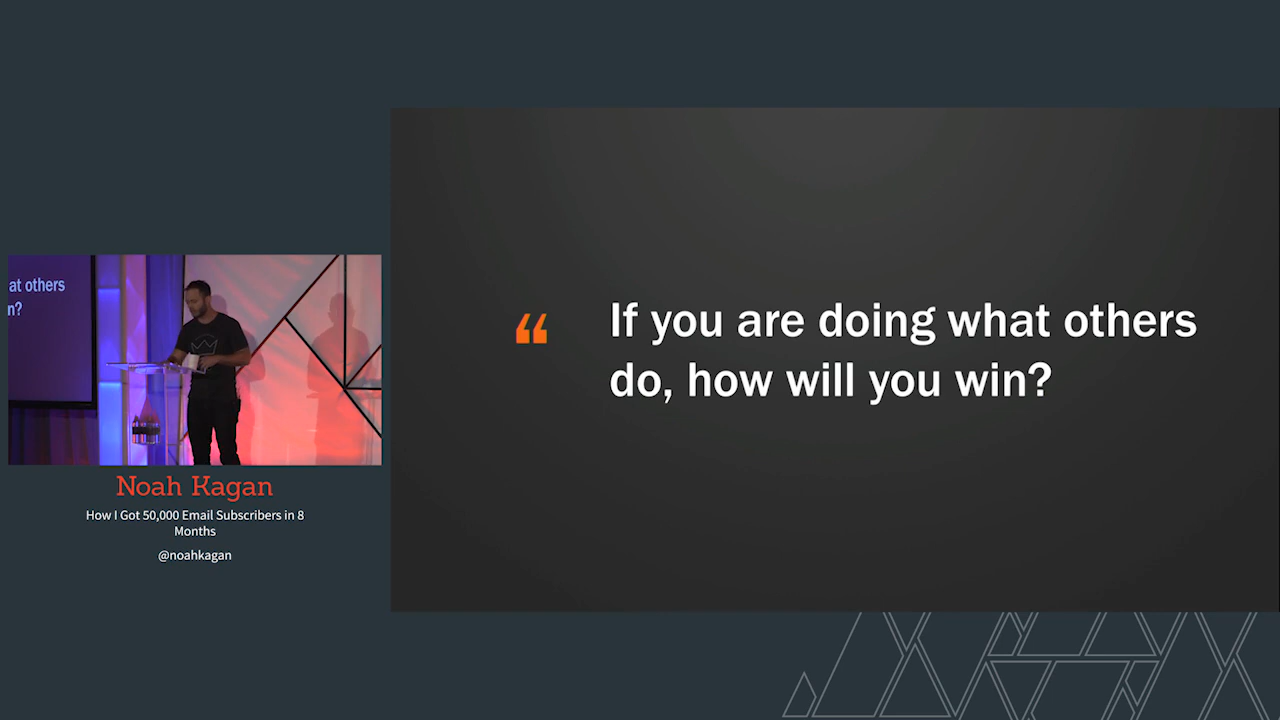 at others
n?
Noah Kagan
How I Got 50,000 Email Subscribers in 8
Months
@noahkagan
“ If you are doing what others
do, how will you win?